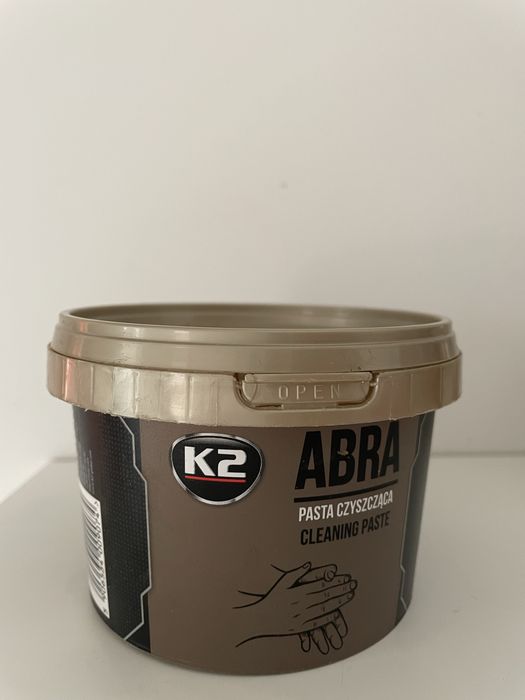 OPEN
K2
ABRA
PASTA CZYSZCZĄCA
CLEANING PASTE